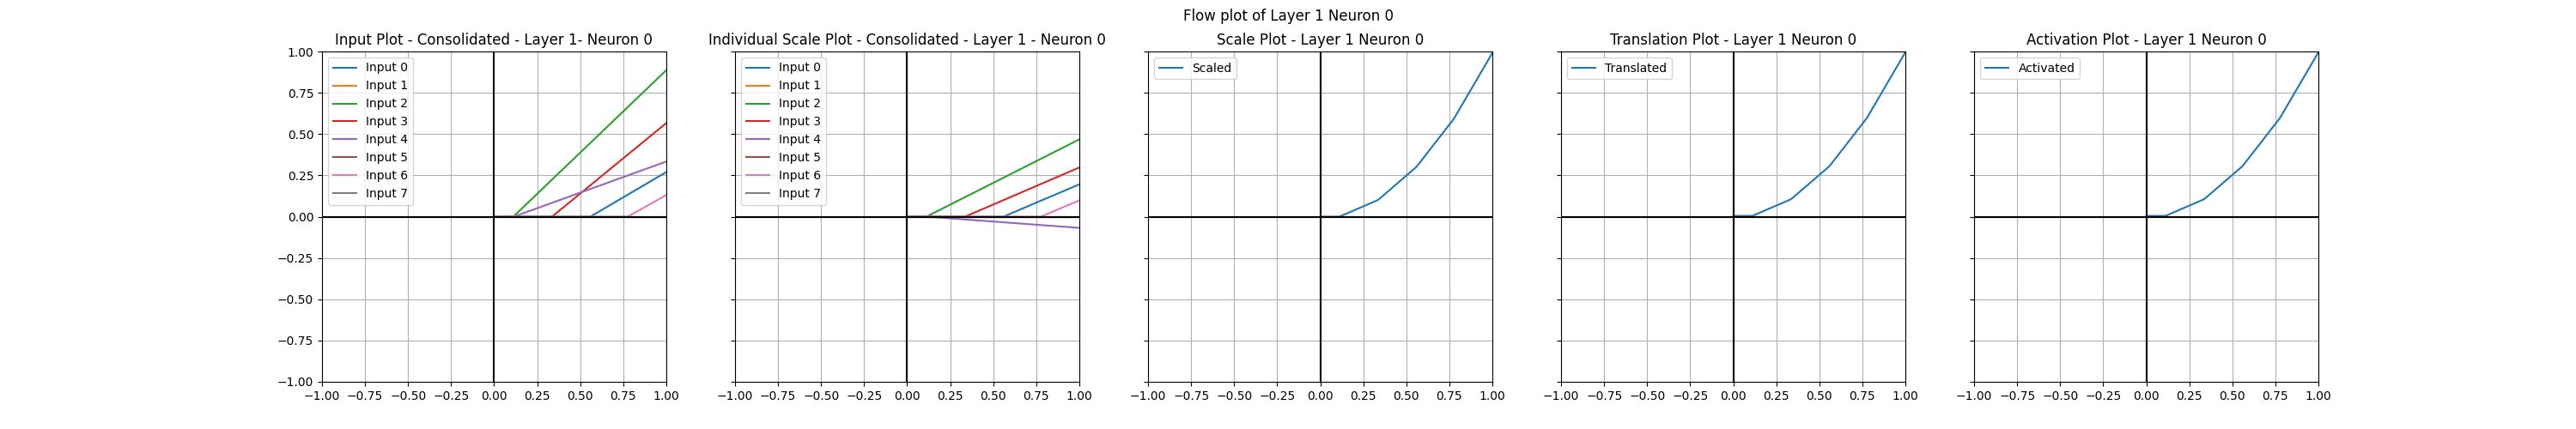 Flow plot of Layer 1 Neuron 0
Input Plot - Consolidated - Layer 1- Neuron 0
1.00
0.75
0.50
0.25
0.00
−0.25
−0.50
−0.75
−1.00
Input 0
Input 1
Input 2
Input 3
Input 4
Input 5
Input 6
Input 7
−1.00 −0.75 −0.50 −0.25 0.00 0.25 0.50 0.75 1.00
Individual Scale Plot - Consolidated - Layer 1 - Neuron 0
Input 0
Input 1
Input 2
Input 3
Input 4
Input 5
Input 6
Input 7
−1.00 −0.75 −0.50 −0.25 0.00 0.25 0.50 0.75 1.00
Scale Plot - Layer 1 Neuron 0
Scaled
−1.00 −0.75 −0.50 −0.25 0.00 0.25 0.50 0.75 1.00
Translation Plot - Layer 1 Neuron 0
Translated
−1.00 −0.75 −0.50 −0.25 0.00 0.25 0.50 0.75 1.00
Activation Plot - Layer 1 Neuron 0
Activated
−1.00 −0.75 −0.50 −0.25 0.00 0.25 0.50 0.75 1.00